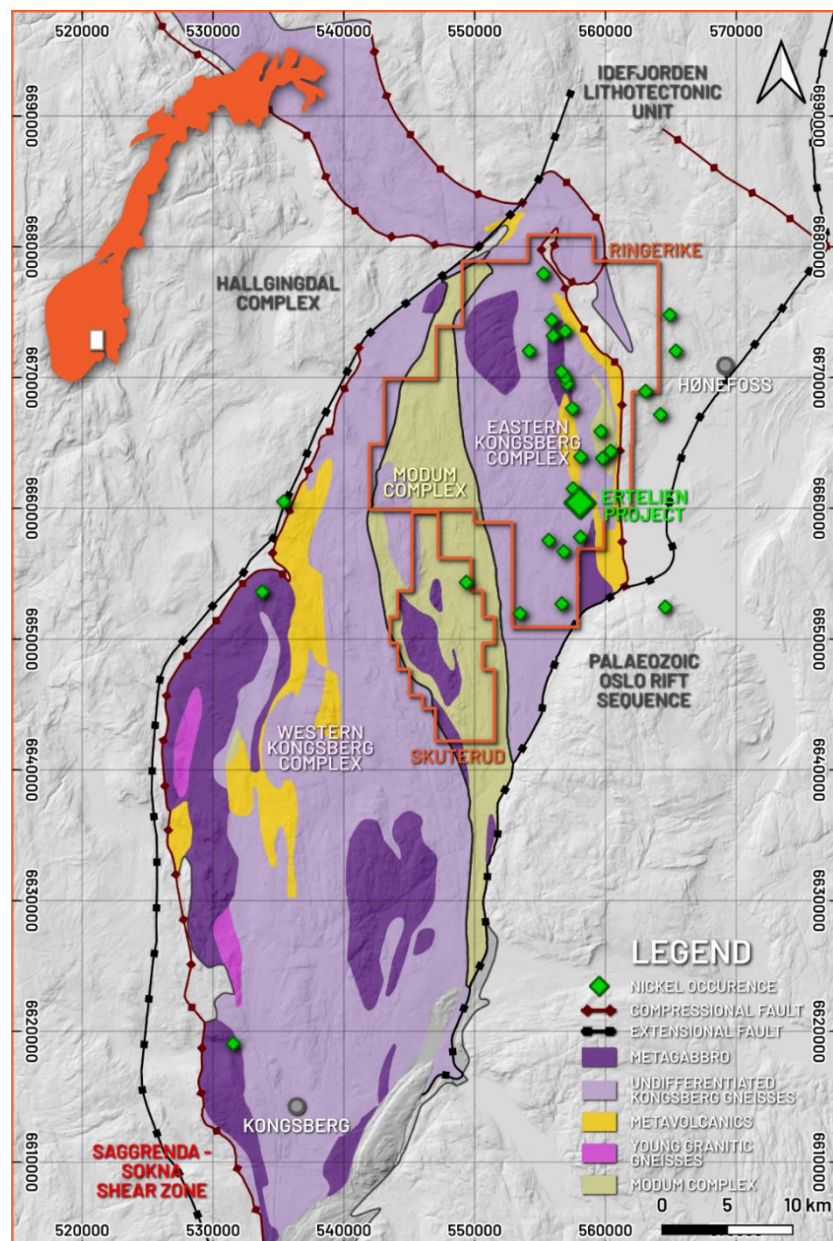 520000
530000
540000
550000
560000
570000
IDEFJORDEN
LITHOTECTONIC
UNIT
6690000
6690000
6680000
6680000
RINGERIKE
HALLGINGDAL
COMPLEX
6670000
6670000
HØNEFOSS
EASTERN
KONGSBERG
COMPLEX
MODUM
COMPLEX
ERTELIEN
PROJECT
6660000
6660000
6650000
6650000
PALAEOZOIC
OSLO RIFT
SEQUENCE
WESTERN
KONGSBERG
COMPLEX
SKUTERUD
6640000
6640000
6630000
6630000
LEGEND
NICKEL OCCURENCE
COMPRESSIONAL FAULT
EXTENSIONAL FAULT
METAGABBRO
UNDIFFERENTIATED
KONGSBERG GNEISSES
METAVOLCANICS
YOUNG GRANITIC
GNEISSES
MODUM COMPLEX
6620000
6620000
KONGSBERG
SAGGRENDA -
SOKNA
SHEAR ZONE
6610000
6610000
0 5 10 km
520000
530000
540000
550000
560000
570000